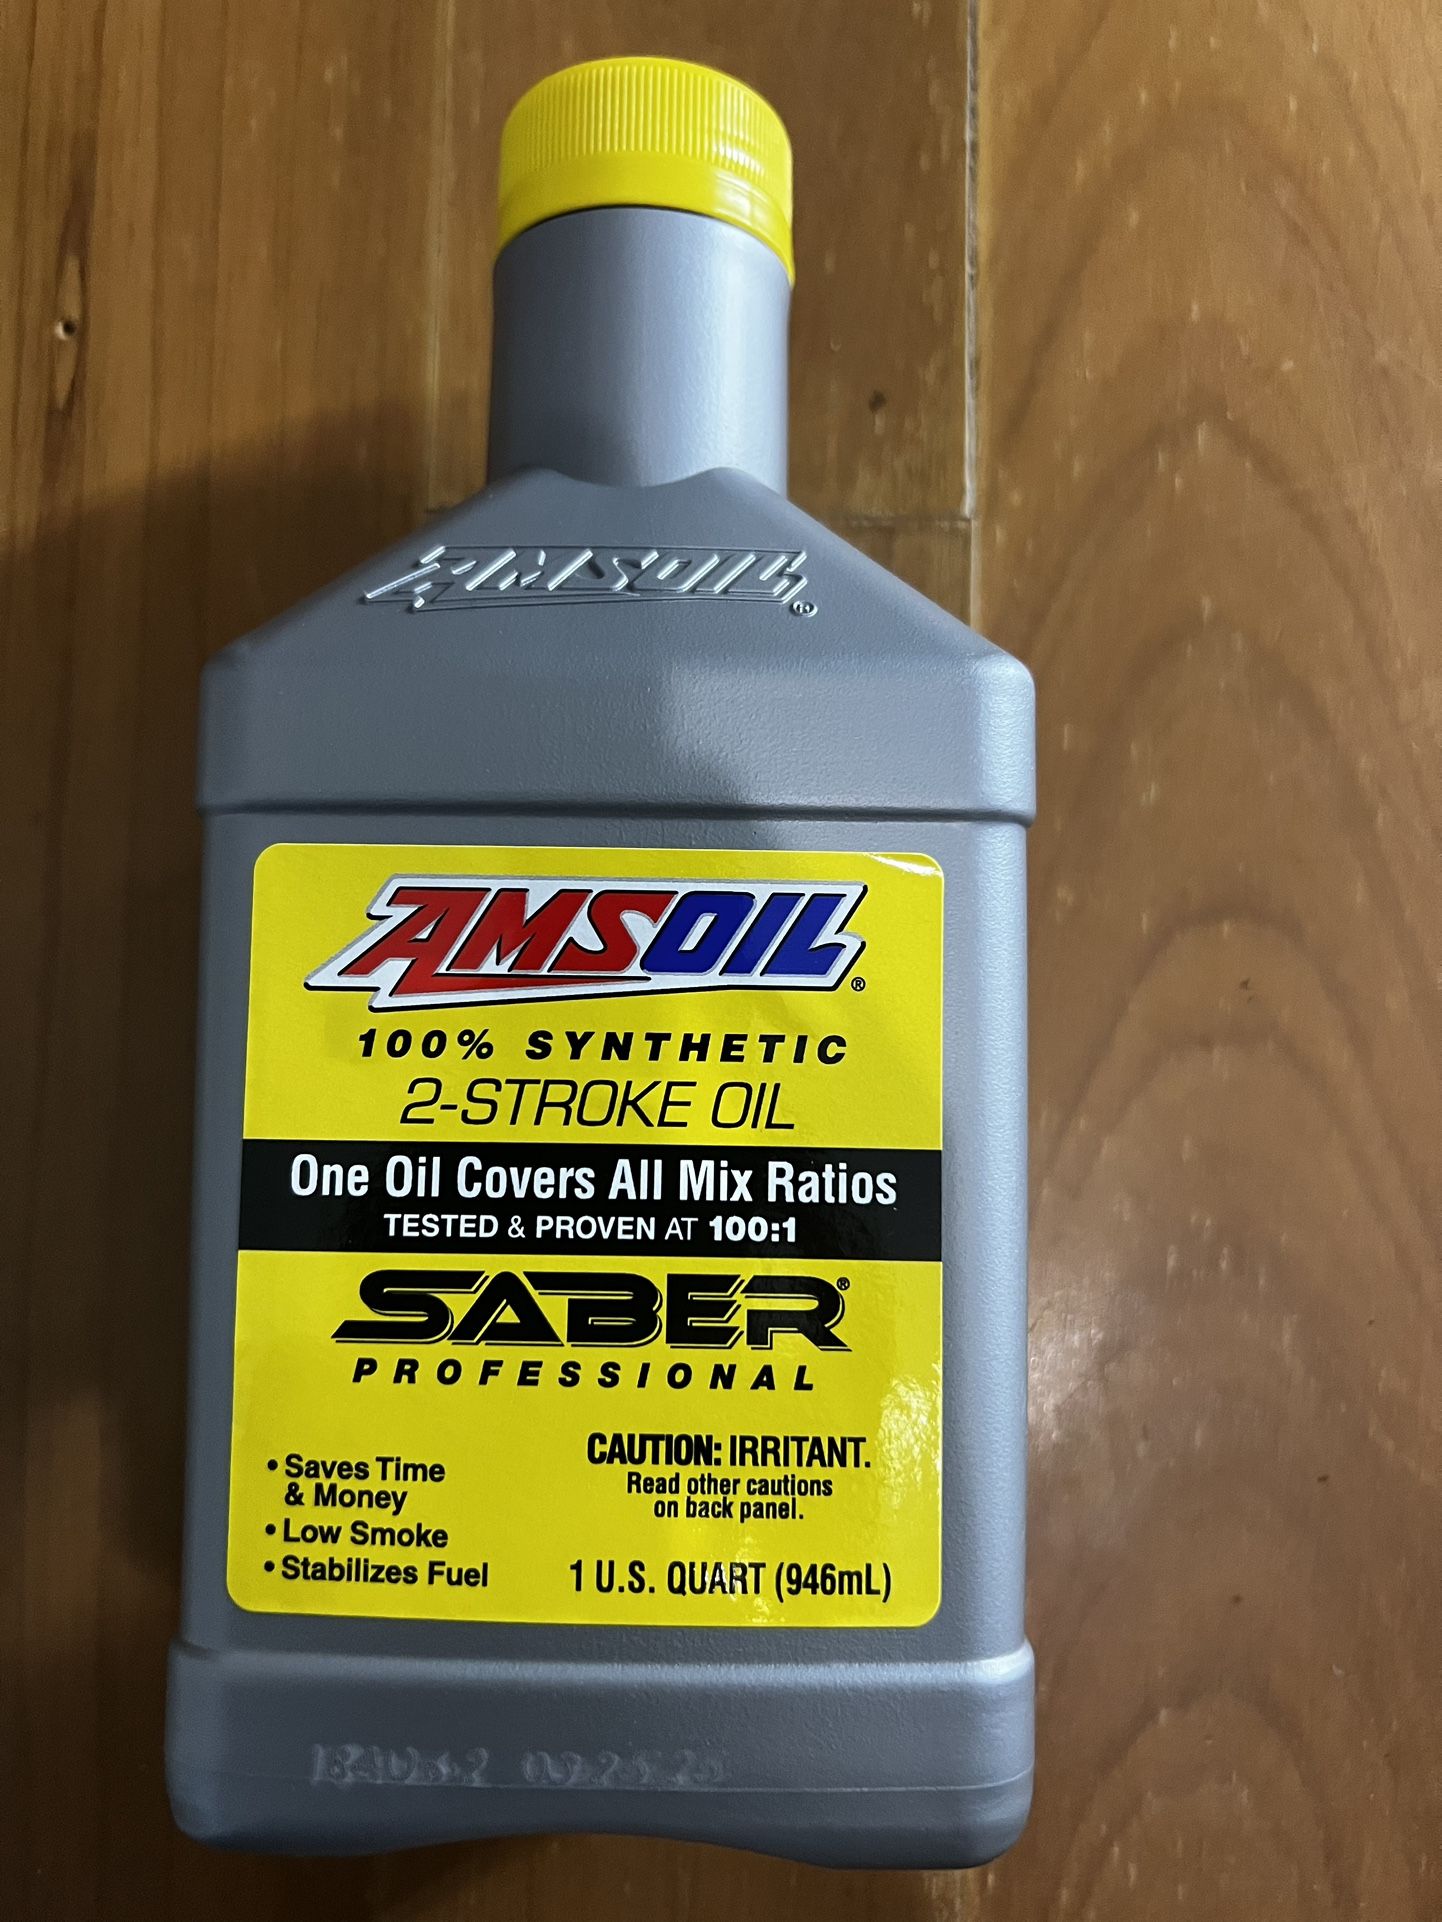 AMSOIL®
AMSOIL®
100% SYNTHETIC
2-STROKE OIL
One Oil Covers All Mix Ratios
TESTED & PROVEN AT 100:1
SABER®
PROFESSIONAL
• Saves Time
& Money
• Low Smoke
• Stabilizes Fuel
CAUTION: IRRITANT.
Read other cautions
on back panel.
1 U.S. QUART (946mL)